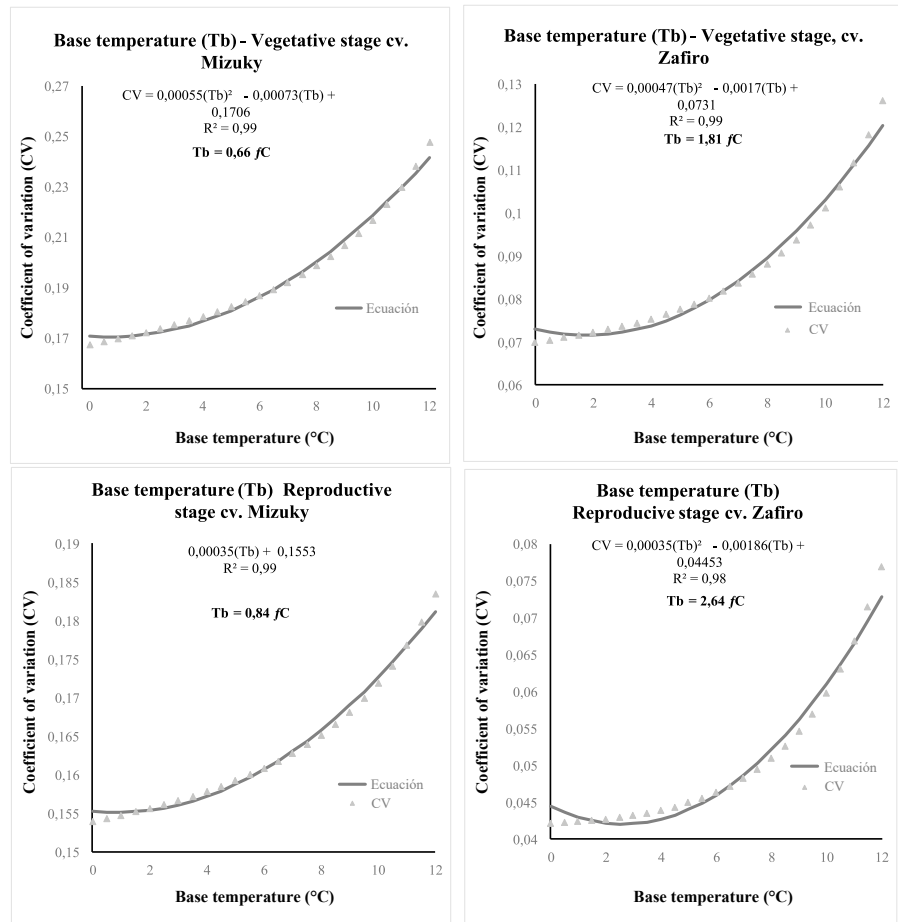 Base temperature (Tb) - Vegetative stage cv.
Mizuky
CV = 0,00055(Tb)² - 0,00073(Tb) +
0,1706
R² = 0,99
Tb = 0,66 ƒC
Coefficient of variation (CV)
0,27
0,25
0,23
0,21
0,19
0,17
0,15
Ecuación
CV
0 2 4 6 8 10 12
Base temperature (°C)
Base temperature (Tb) - Vegetative stage, cv.
Zafiro
CV = 0,00047(Tb)² - 0,0017(Tb) +
0,0731
R² = 0,99
Tb = 1,81 ƒC
Coefficient of variation (CV)
0,13
0,12
0,11
0,1
0,09
0,08
0,07
0,06
Ecuación
CV
0 2 4 6 8 10 12
Base temperature (°C)
Base temperature (Tb) Reproductive
stage cv. Mizuky
0,00035(Tb) + 0,1553
R² = 0,99
Tb = 0,84 ƒC
Coefficient of variation (CV)
0,19
0,185
0,18
0,175
0,17
0,165
0,16
0,155
0,15
Ecuación
CV
0 2 4 6 8 10 12
Base temperature (°C)
Base temperature (Tb)
Reproducive stage cv. Zafiro
CV = 0,00035(Tb)² - 0,00186(Tb) +
0,04453
R² = 0,98
Tb = 2,64 ƒC
Coefficient of variation (CV)
0,08
0,075
0,07
0,065
0,06
0,055
0,05
0,045
0,04
Ecuación
CV
0 2 4 6 8 10 12
Base temperature (°C)